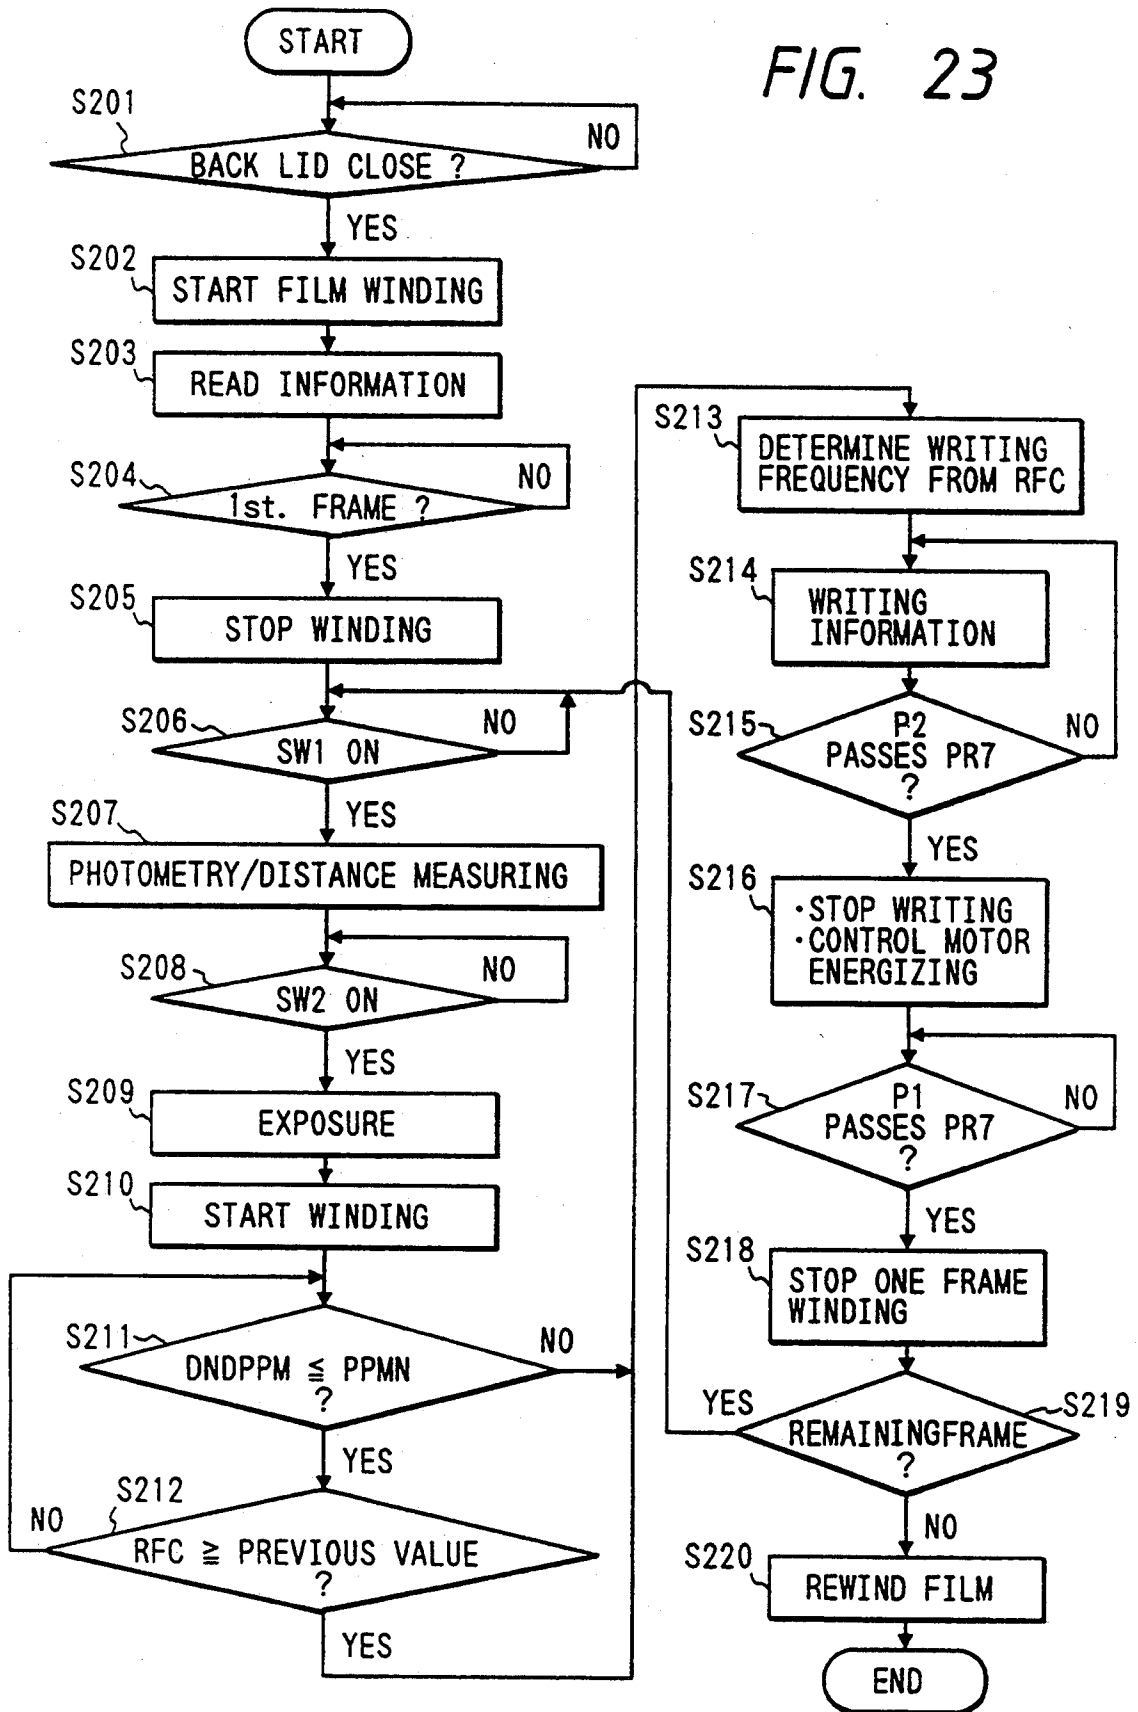 FIG. 23
START
S201
BACK LID CLOSE ?
NO
YES
S202
START FILM WINDING
S203
READ INFORMATION
S204
1st. FRAME ?
NO
YES
S205
STOP WINDING
S206
SW1 ON
NO
YES
S207
PHOTOMETRY/DISTANCE MEASURING
S208
SW2 ON
NO
YES
S209
EXPOSURE
S210
START WINDING
S211
DNDPPM ≦ PPMN
?
NO
YES
S212
RFC ≧ PREVIOUS VALUE
?
NO
YES
S213
DETERMINE WRITING
FREQUENCY FROM RFC
S214
WRITING
INFORMATION
S215
P2
PASSES PR7
?
NO
YES
S216
·STOP WRITING
·CONTROL MOTOR
ENERGIZING
S217
P1
PASSES PR7
?
NO
YES
S218
STOP ONE FRAME
WINDING
S219
REMAININGFRAME
?
YES
NO
S220
REWIND FILM
END